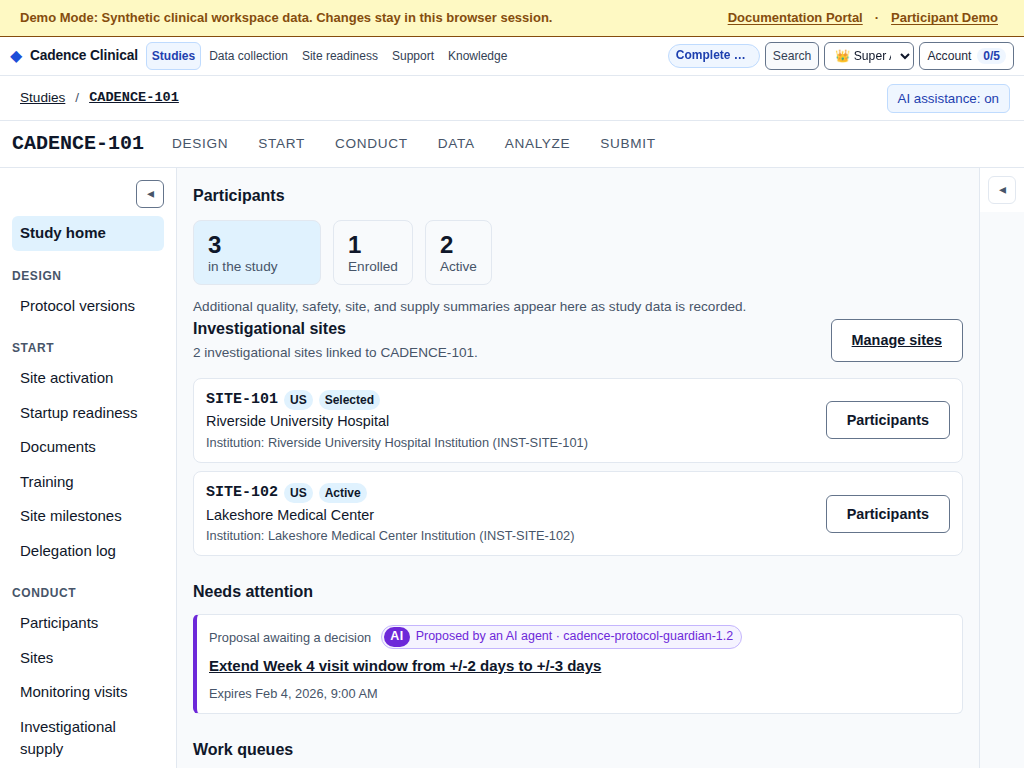 Demo Mode: Synthetic clinical workspace data. Changes stay in this browser session. Documentation Portal · Participant Demo
Cadence Clinical Studies Data collection Site readiness Support Knowledge Complete … Search 👑 Super Account 0/5
Studies / CADENCE-101 AI assistance: on
CADENCE-101 DESIGN START CONDUCT DATA ANALYZE SUBMIT
Study home
DESIGN
Protocol versions
START
Site activation
Startup readiness
Documents
Training
Site milestones
Delegation log
CONDUCT
Participants
Sites
Monitoring visits
Investigational
supply
Participants
3 1 2
in the study Enrolled Active
Additional quality, safety, site, and supply summaries appear here as study data is recorded.
Investigational sites
2 investigational sites linked to CADENCE-101.
Manage sites
SITE-101 US Selected
Riverside University Hospital
Institution: Riverside University Hospital Institution (INST-SITE-101)
Participants
SITE-102 US Active
Lakeshore Medical Center
Institution: Lakeshore Medical Center Institution (INST-SITE-102)
Participants
Needs attention
Proposal awaiting a decision AI Proposed by an AI agent · cadence-protocol-guardian-1.2
Extend Week 4 visit window from +/-2 days to +/-3 days
Expires Feb 4, 2026, 9:00 AM
Work queues